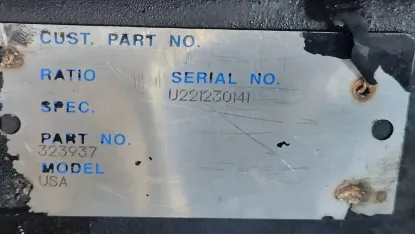 CUST. PART NO.
RATIO SERIAL NO.
U221230141
SPEC.
PART NO.
323937
MODEL
USA